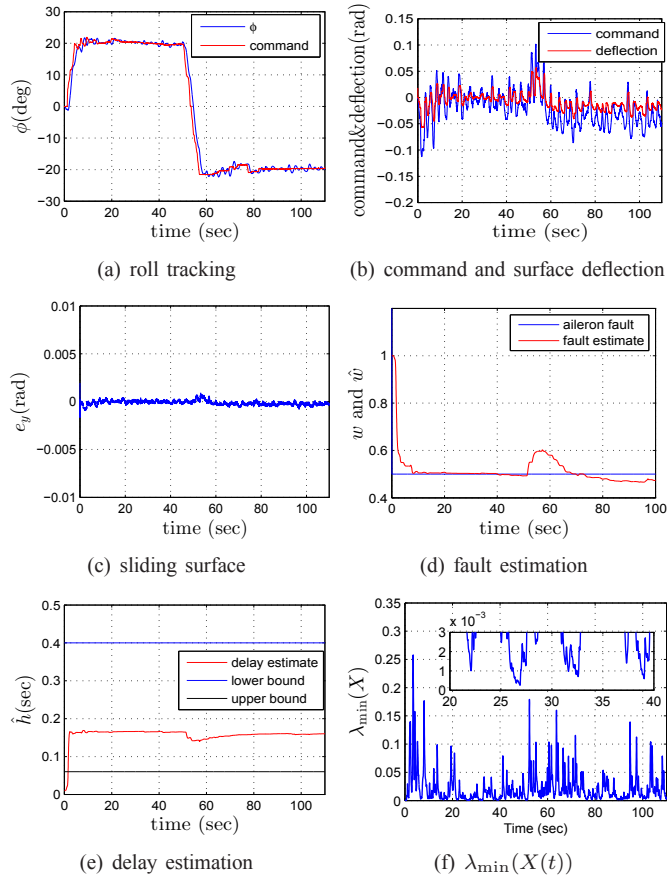 30
20
10
0
−10
−20
−30
0 20 40 60 80 100
ϕ(deg)
time (sec)
ϕ
command
(a) roll tracking
0.15
0.1
0.05
0
−0.05
−0.1
−0.15
−0.2
0 20 40 60 80 100
command&deflection(rad)
time (sec)
command
deflection
(b) command and surface deflection
0.01
0.005
0
−0.005
−0.01
0 20 40 60 80 100
e_y(rad)
time (sec)
(c) sliding surface
1
0.8
0.6
0.4
0 20 40 60 80 100
w and ŵ
time (sec)
aileron fault
fault estimate
(d) fault estimation
0.5
0.4
0.3
0.2
0.1
0
0 20 40 60 80 100
ĥ(sec)
time (sec)
delay estimate
lower bound
upper bound
(e) delay estimation
0.35
0.3
0.25
0.2
0.15
0.1
0.05
0
0 10 20 30 40 50 60 70 80 90 100
λ_min(X)
Time (sec)
x 10^−3
3
2
1
0
20 25 30 35 40
(f) λ_min(X(t))